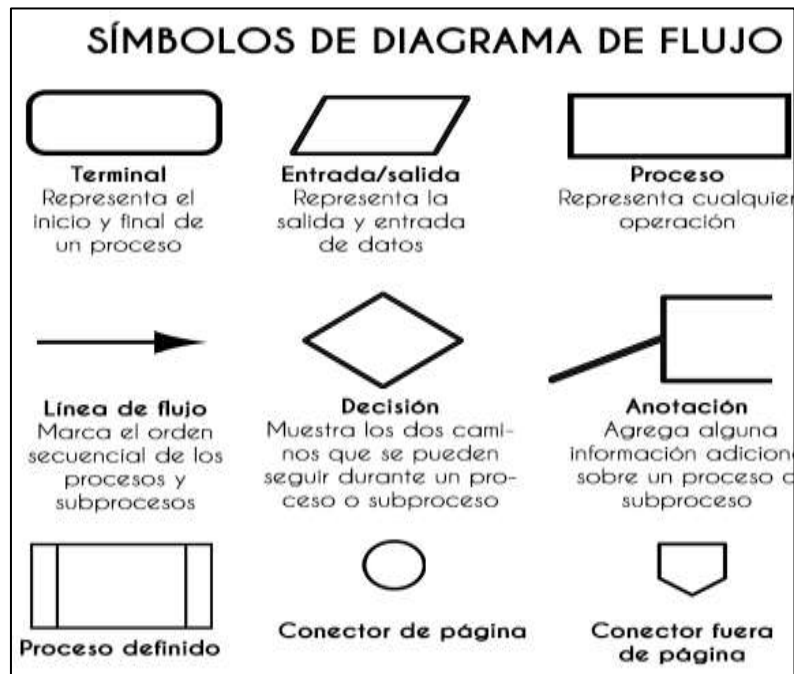 SÍMBOLOS DE DIAGRAMA DE FLUJO
Terminal
Representa el
inicio y final de
un proceso
Entrada/salida
Representa la
salida y entrada
de datos
Proceso
Representa cualquier
operación
Línea de flujo
Marca el orden
secuencial de los
procesos y
subprocesos
Decisión
Muestra los dos cami-
nos que se pueden
seguir durante un pro-
ceso o subproceso
Anotación
Agrega alguna
información adicion
sobre un proceso o
subproceso
Proceso definido
Conector de página
Conector fuera
de página